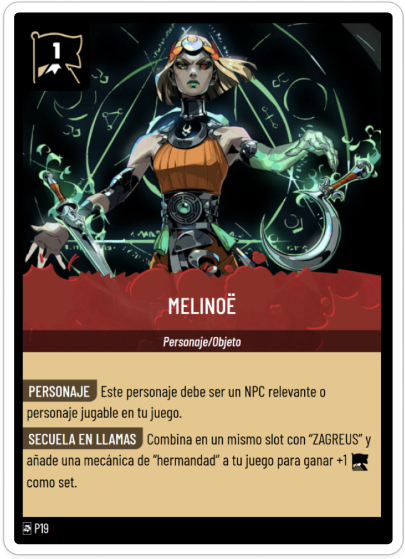 1
MELINOË
Personaje/Objeto
PERSONAJE Este personaje debe ser un NPC relevante o
personaje jugable en tu juego.
SECUELA EN LLAMAS Combina en un mismo slot con "ZAGREUS" y
añade una mecánica de "hermandad" a tu juego para ganar +1
como set.
P19